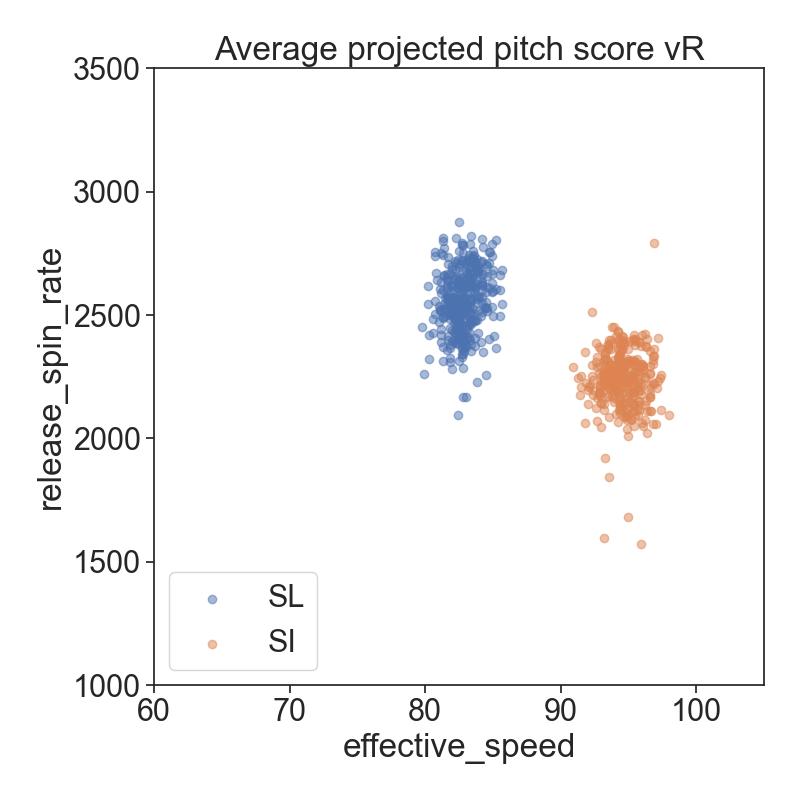 Average projected pitch score vR
3500
3000
2500
2000
1500
1000
release_spin_rate
SL
SI
60 70 80 90 100
effective_speed